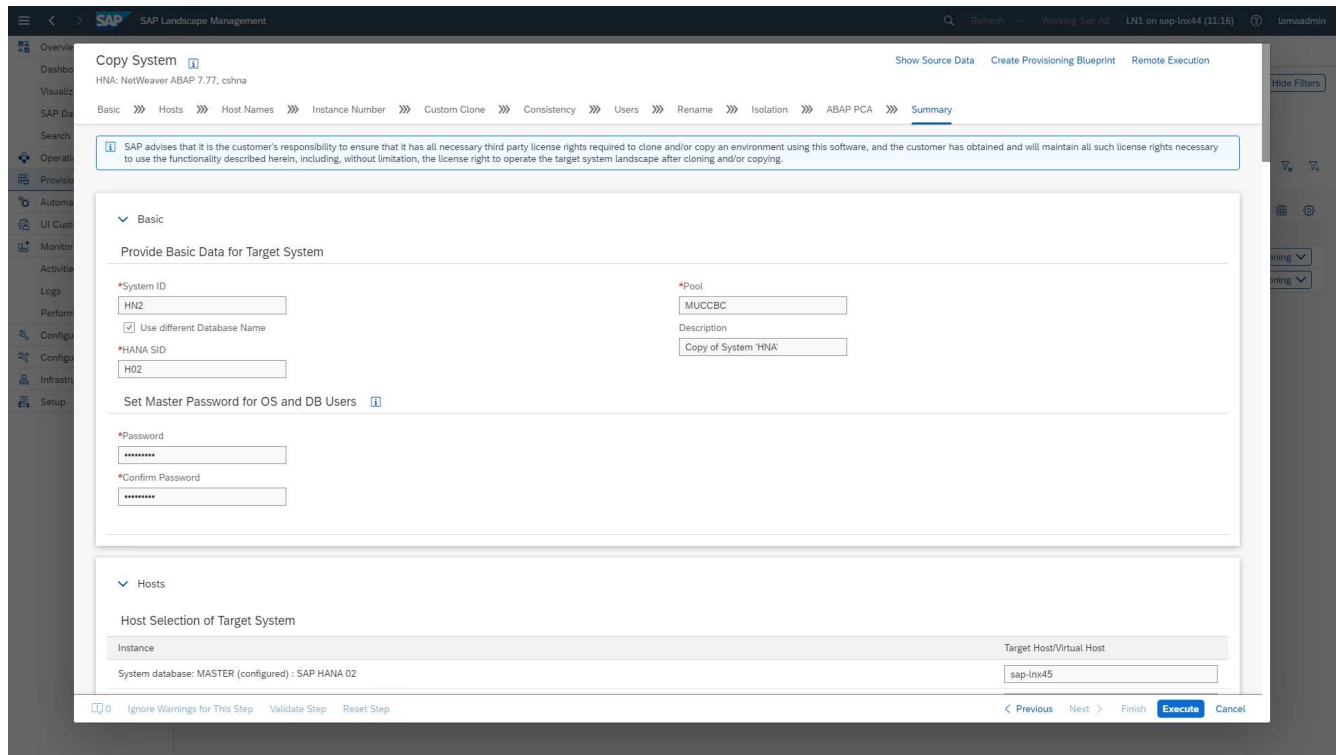 SAP SAP Landscape Management Refresh Working Set: All LN1 on sap-lnx44 (11:16) lamaadmin
Overvie
Dashbo
Visualiz
SAP Da
Search
Operati
Provisio
Automa
UI Cust
Monitor
Activitie
Logs
Perform
Configu
Configu
Infrastru
Setup
Hide Filters
oning
oning
Copy System
Show Source Data Create Provisioning Blueprint Remote Execution
HNA: NetWeaver ABAP 7.77, cshna
Basic Hosts Host Names Instance Number Custom Clone Consistency Users Rename Isolation ABAP PCA Summary
SAP advises that it is the customer's responsibility to ensure that it has all necessary third party license rights required to clone and/or copy an environment using this software, and the customer has obtained and will maintain all such license rights necessary
to use the functionality described herein, including, without limitation, the license right to operate the target system landscape after cloning and/or copying.
Basic
Provide Basic Data for Target System
*System ID
HN2
Use different Database Name
*HANA SID
H02
*Pool
MUCCBC
Description
Copy of System 'HNA'
Set Master Password for OS and DB Users
*Password
•••••••••
*Confirm Password
•••••••••
Hosts
Host Selection of Target System
Instance Target Host/Virtual Host
System database: MASTER (configured) : SAP HANA 02 sap-lnx45
0 Ignore Warnings for This Step Validate Step Reset Step
< Previous Next > Finish Execute Cancel